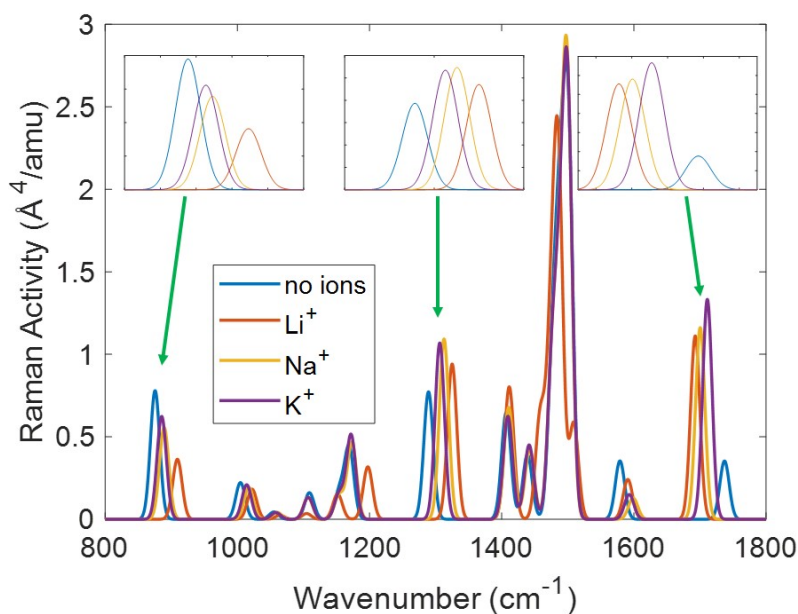 3
2.5
2
1.5
1
0.5
0
Raman Activity (Å⁴/amu)
no ions
Li⁺
Na⁺
K⁺
800 1000 1200 1400 1600 1800
Wavenumber (cm⁻¹)